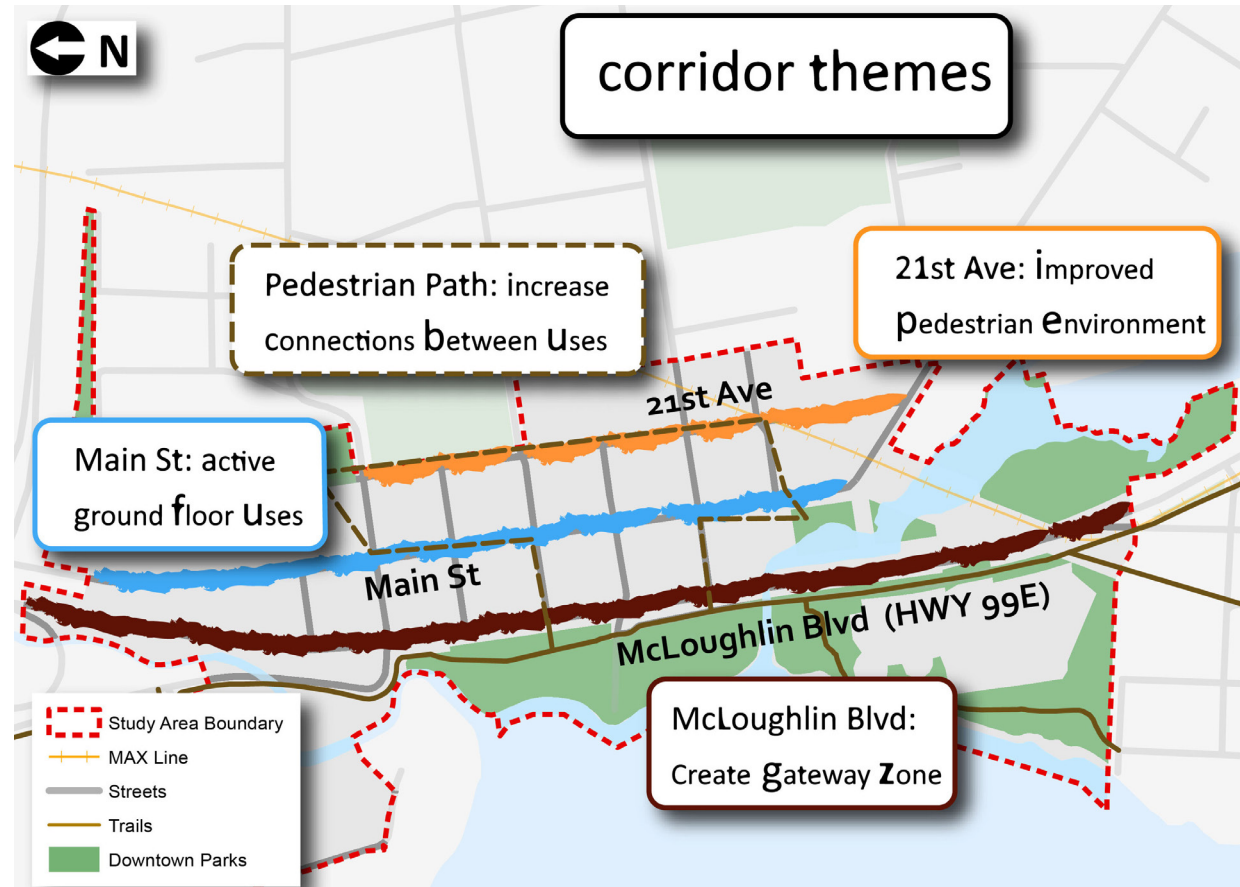 N
corridor themes
Pedestrian Path: increase
connections between uses
21st Ave: improved
pedestrian environment
21st Ave
Main St: active
ground floor uses
Main St
McLoughlin Blvd (HWY 99E)
McLoughlin Blvd:
Create gateway zone
Study Area Boundary
MAX Line
Streets
Trails
Downtown Parks